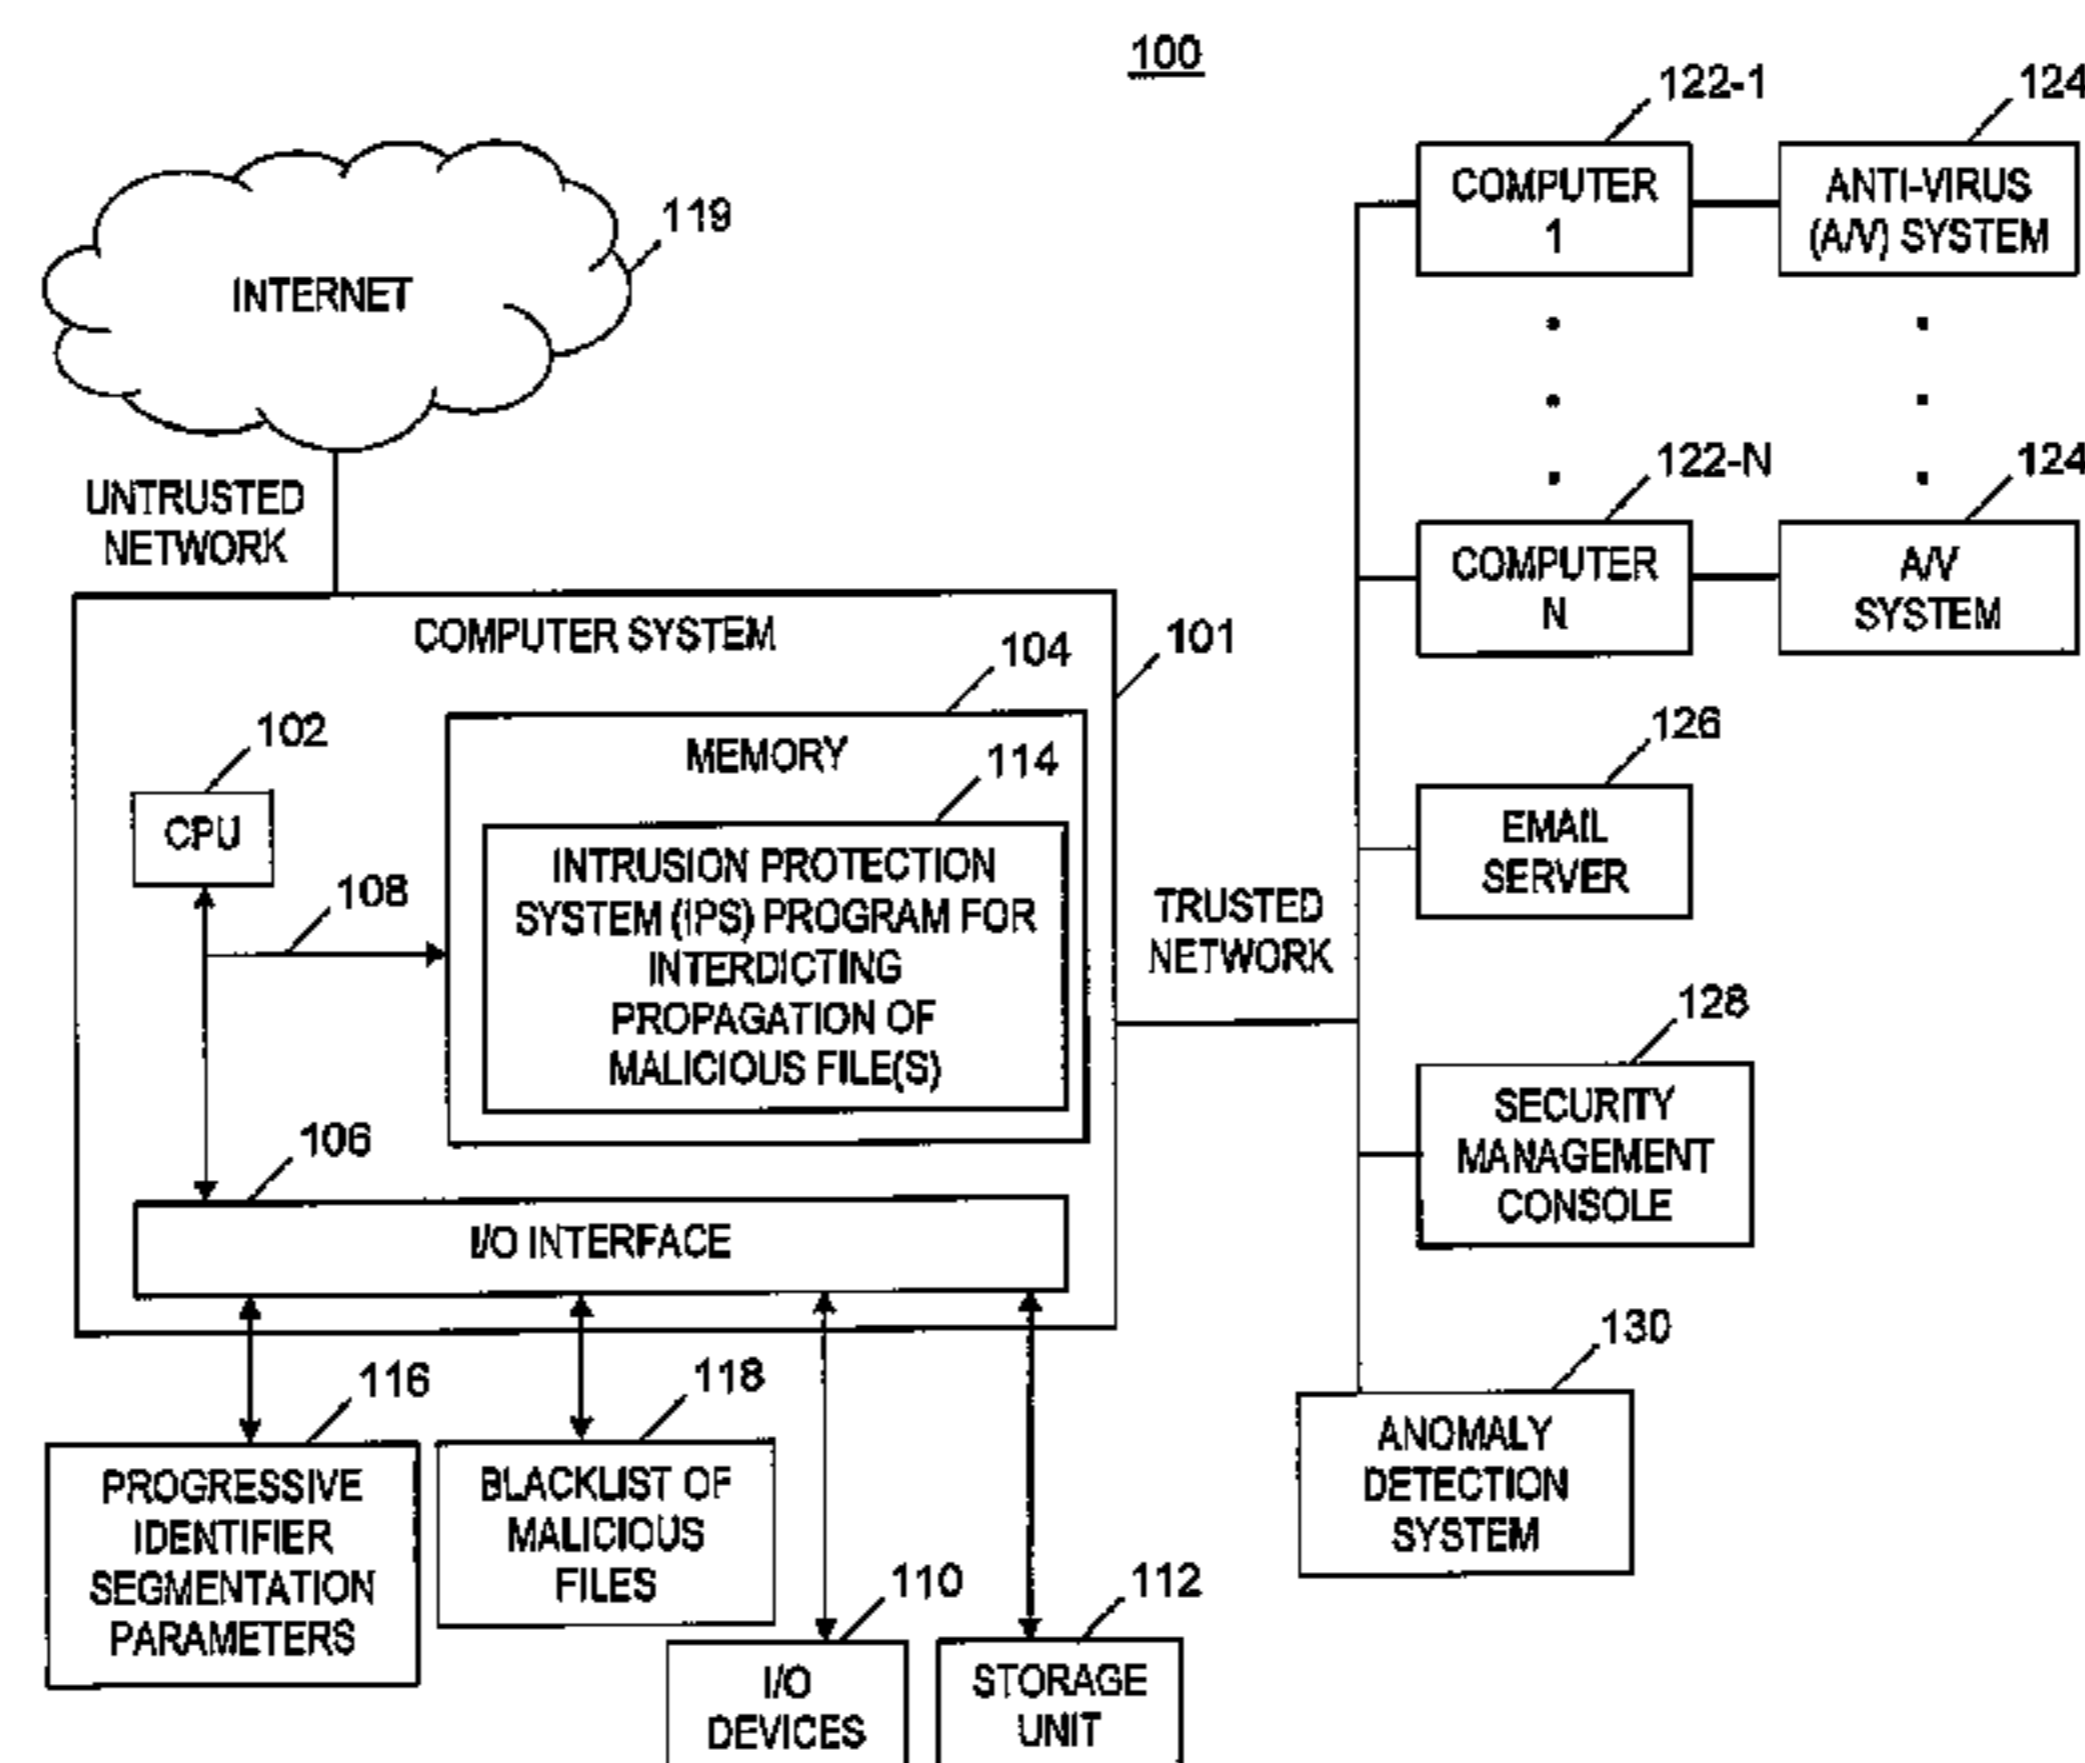 100
122-1
124
COMPUTER
1
ANTI-VIRUS
(A/V) SYSTEM
119
INTERNET
UNTRUSTED
NETWORK
122-N
124
COMPUTER
N
A/V
SYSTEM
COMPUTER SYSTEM
101
104
MEMORY
102
CPU
114
INTRUSION PROTECTION
SYSTEM (IPS) PROGRAM FOR
INTERDICTING
PROPAGATION OF
MALICIOUS FILE(S)
108
TRUSTED
NETWORK
126
EMAIL
SERVER
128
SECURITY
MANAGEMENT
CONSOLE
106
I/O INTERFACE
130
ANOMALY
DETECTION
SYSTEM
116
PROGRESSIVE
IDENTIFIER
SEGMENTATION
PARAMETERS
118
BLACKLIST OF
MALICIOUS
FILES
110
I/O
DEVICES
112
STORAGE
UNIT